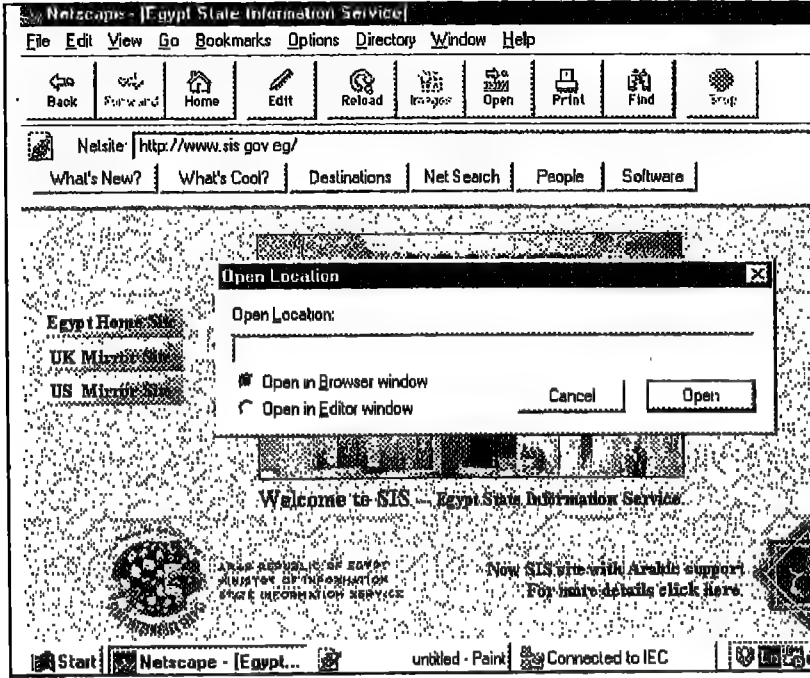 Netscape - [Egypt State Information Service]
File Edit View Go Bookmarks Options Directory Window Help
Back Forward Home Edit Reload Images Open Print Find Stop
Netsite: http://www.sis.gov.eg/
What's New? What's Cool? Destinations Net Search People Software
Open Location
Open Location:
Egypt Home Site
UK Mirror Site
US Mirror Site
Open in Browser window
Open in Editor window
Cancel Open
Welcome to SIS - Egypt State Information Service
ARAB REPUBLIC OF EGYPT
MINISTRY OF INFORMATION
STATE INFORMATION SERVICE
Now SIS site with Arabic support
For more details click here.
Start Netscape - [Egypt... untitled - Paint Connected to IEC En